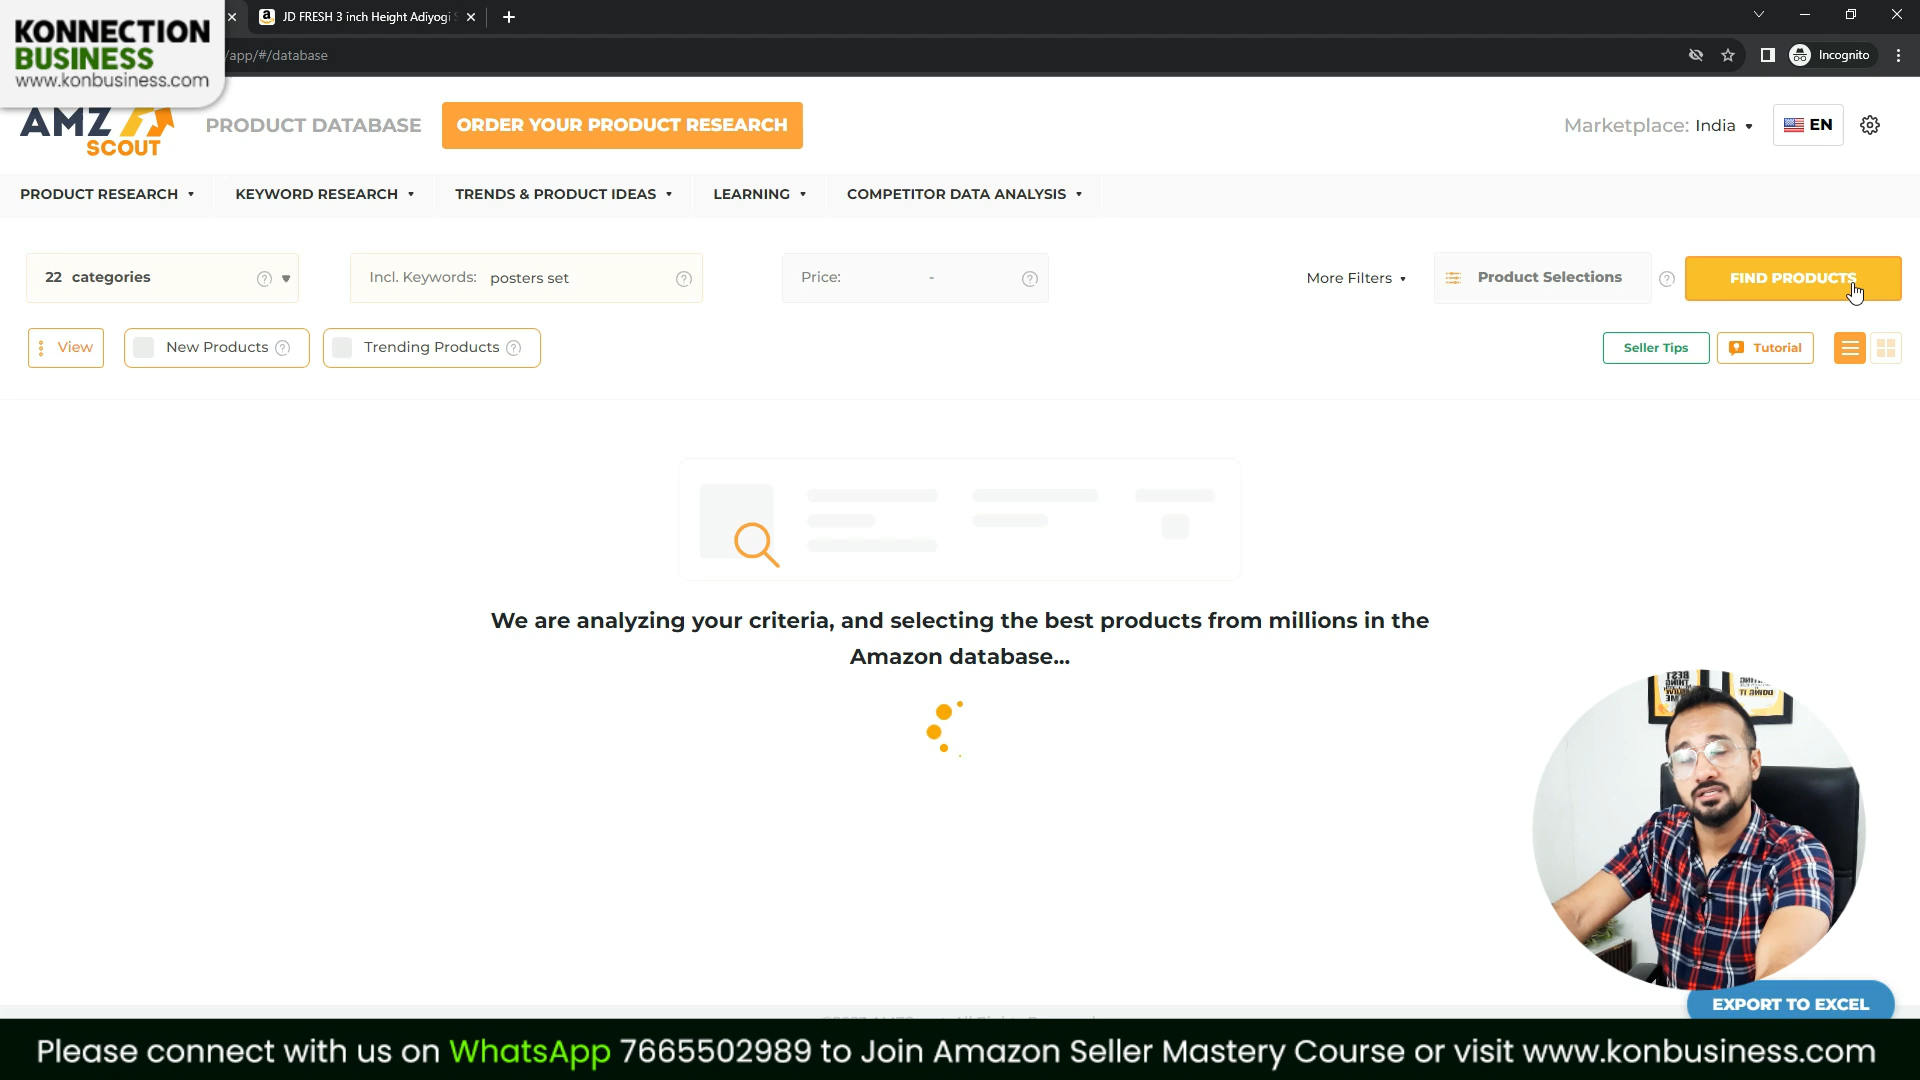 KONNECTION
BUSINESS
www.konbusiness.com
JD FRESH 3 inch Height Adiyogi
/app/#/database
Incognito
AMZ
SCOUT
PRODUCT DATABASE
ORDER YOUR PRODUCT RESEARCH
Marketplace: India
EN
PRODUCT RESEARCH
KEYWORD RESEARCH
TRENDS & PRODUCT IDEAS
LEARNING
COMPETITOR DATA ANALYSIS
22 categories
Incl. Keywords: posters set
Price: -
More Filters
Product Selections
FIND PRODUCTS
View
New Products
Trending Products
Seller Tips
Tutorial
We are analyzing your criteria, and selecting the best products from millions in the
Amazon database...
EXPORT TO EXCEL
Please connect with us on WhatsApp 7665502989 to Join Amazon Seller Mastery Course or visit www.konbusiness.com